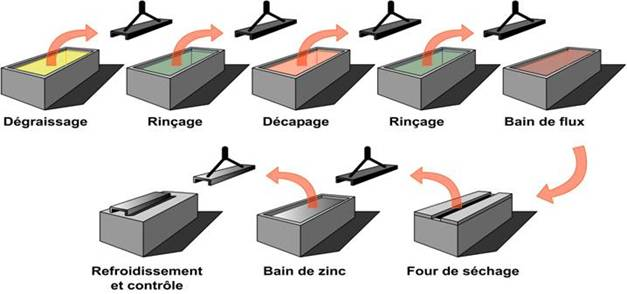 Dégraissage
Rinçage
Décapage
Rinçage
Bain de flux
Refroidissement
et contrôle
Bain de zinc
Four de séchage